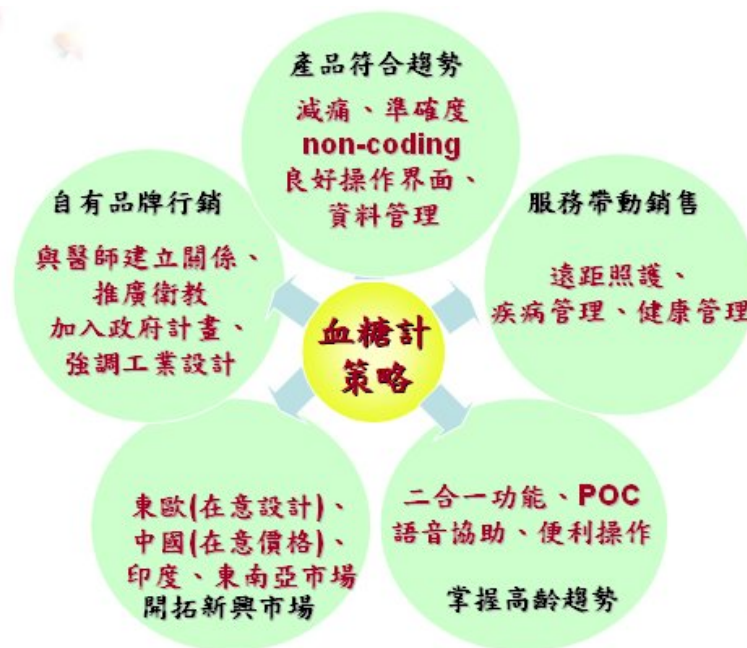 產品符合趨勢
減痛、準確度
non-coding
良好操作界面、
資料管理
自有品牌行銷
與醫師建立關係、
推廣衛教
加入政府計畫、
強調工業設計
服務帶動銷售
遠距照護、
疾病管理、健康管理
血糖計
策略
東歐(在意設計)、
中國(在意價格)、
印度、東南亞市場
開拓新興市場
二合一功能、POC
語音協助、便利操作
掌握高齡趨勢